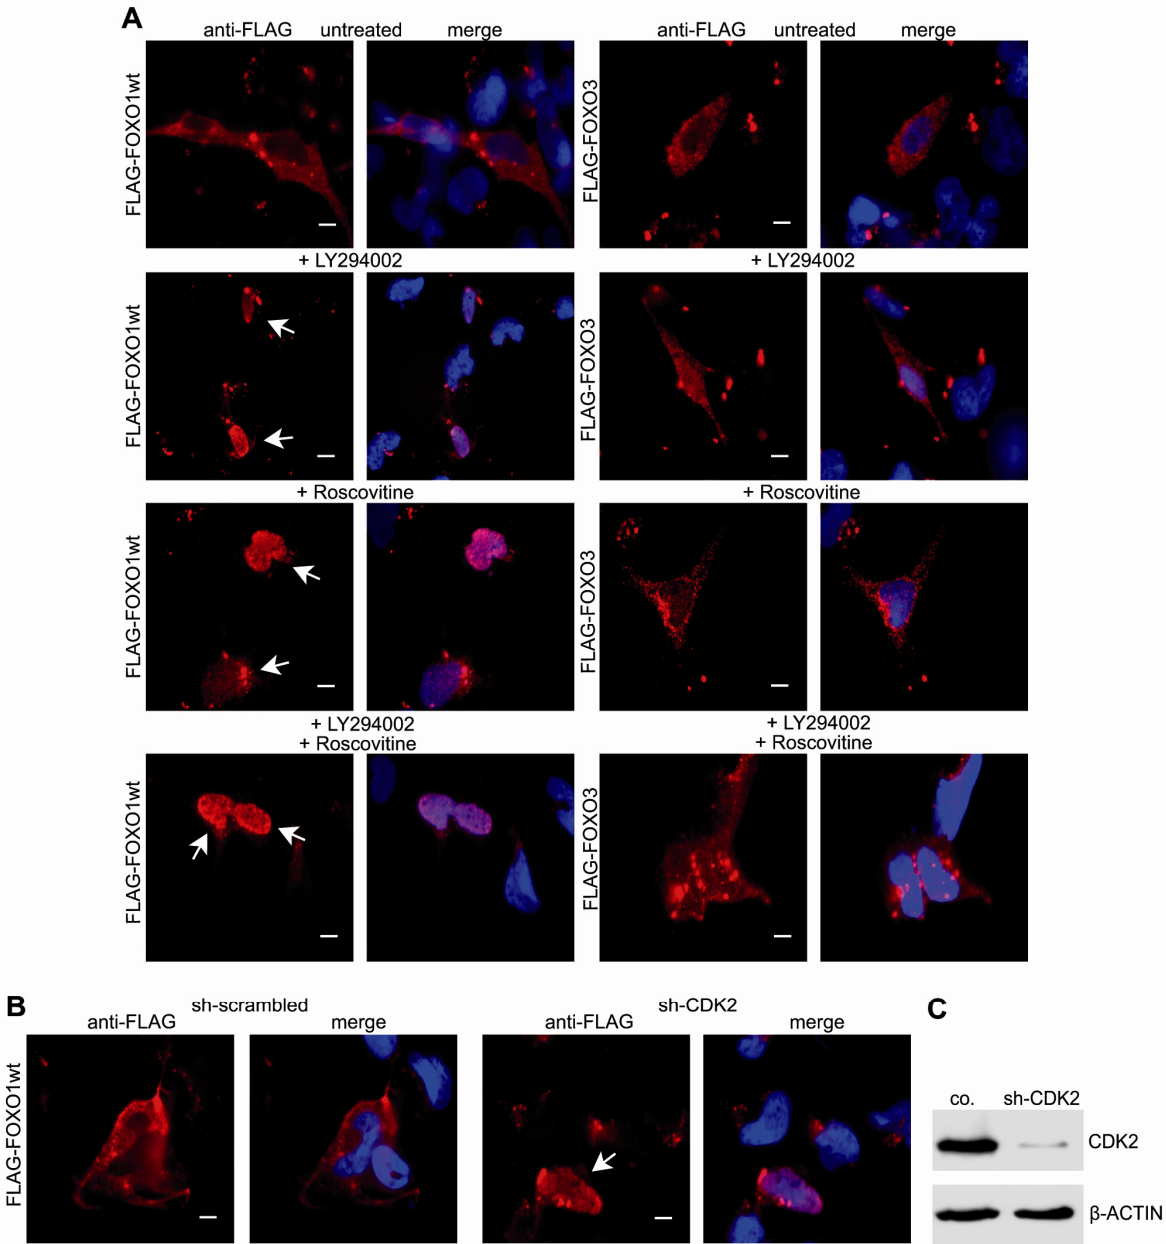 A
anti-FLAG untreated merge anti-FLAG untreated merge
FLAG-FOXO1wt FLAG-FOXO3
+ LY294002 + LY294002
FLAG-FOXO1wt FLAG-FOXO3
+ Roscovitine + Roscovitine
FLAG-FOXO1wt FLAG-FOXO3
+ LY294002 + LY294002
+ Roscovitine + Roscovitine
FLAG-FOXO1wt FLAG-FOXO3
B
sh-scrambled sh-CDK2
anti-FLAG merge anti-FLAG merge
FLAG-FOXO1wt
C
co. sh-CDK2
CDK2
β-ACTIN